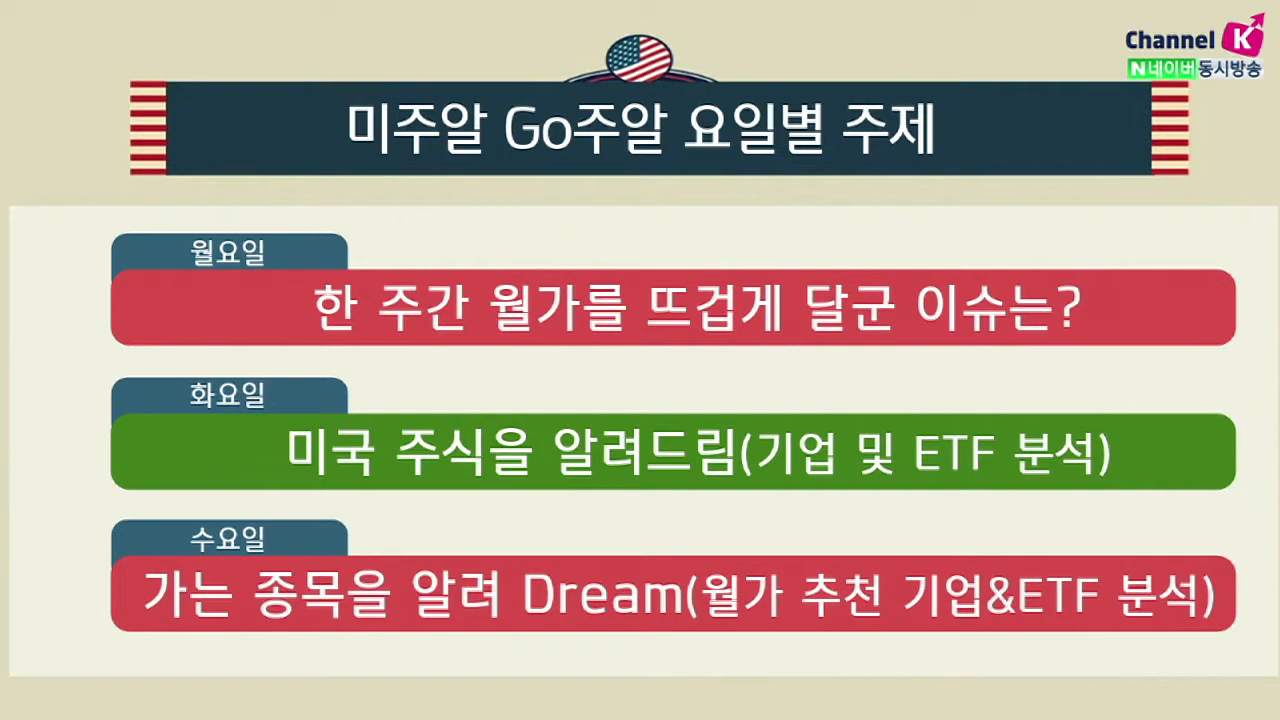 Channel K
N네이버 동시방송
미주알 Go주알 요일별 주제
월요일
한 주간 월가를 뜨겁게 달군 이슈는?
화요일
미국 주식을 알려드림(기업 및 ETF 분석)
수요일
가는 종목을 알려 Dream(월가 추천 기업&ETF 분석)